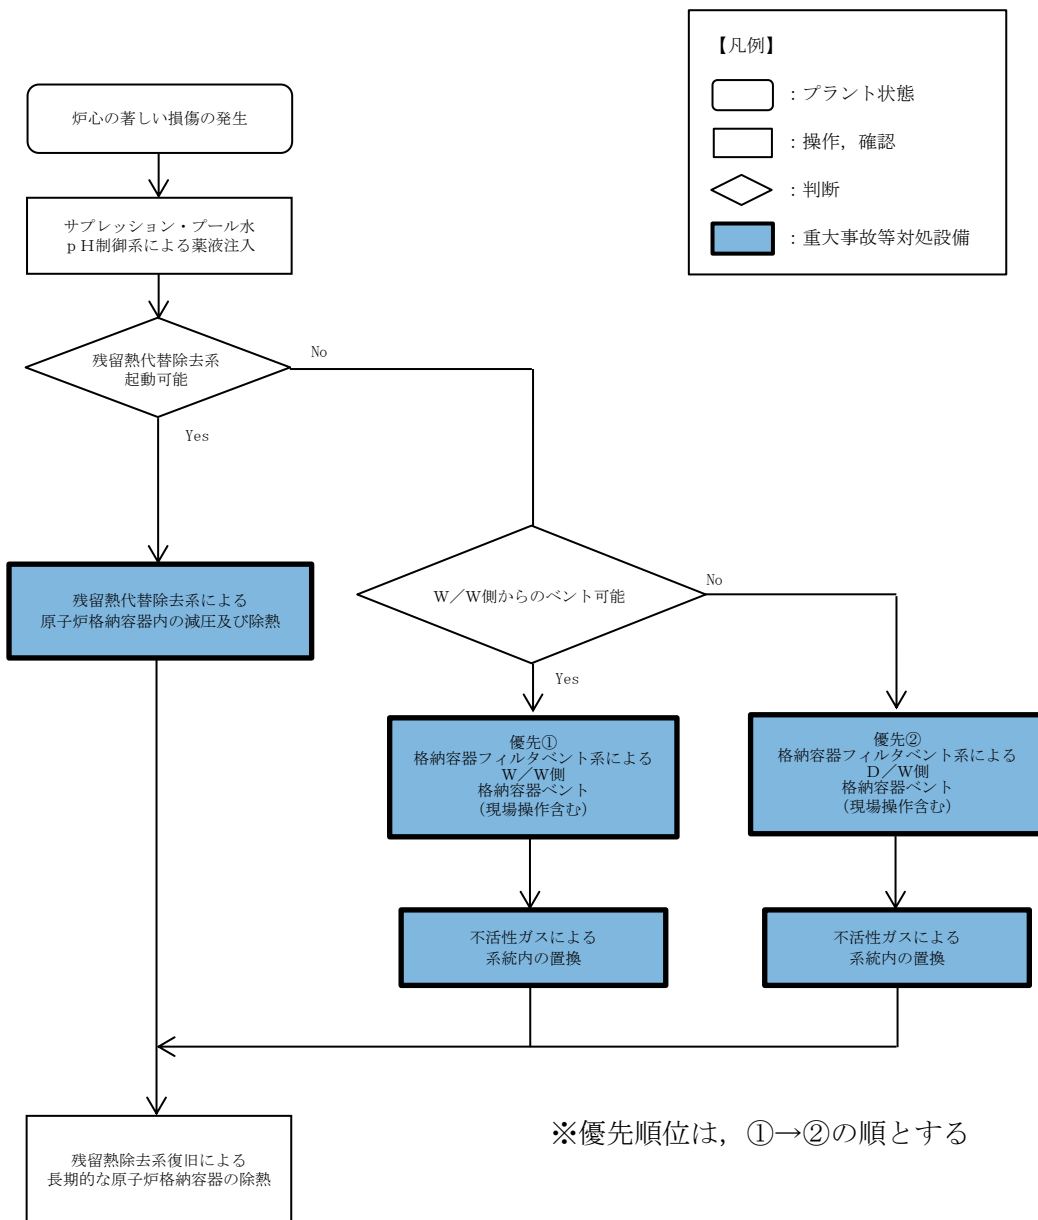 【凡例】
：プラント状態
：操作，確認
：判断
：重大事故等対処設備
炉心の著しい損傷の発生
サプレッション・プール水
ｐＨ制御系による薬液注入
残留熱代替除去系
起動可能
No
Yes
残留熱代替除去系による
原子炉格納容器内の減圧及び除熱
W／W側からのベント可能
No
Yes
優先①
格納容器フィルタベント系による
W／W側
格納容器ベント
（現場操作含む）
優先②
格納容器フィルタベント系による
D／W側
格納容器ベント
（現場操作含む）
不活性ガスによる
系統内の置換
不活性ガスによる
系統内の置換
残留熱除去系復旧による
長期的な原子炉格納容器の除熱
※優先順位は，①→②の順とする